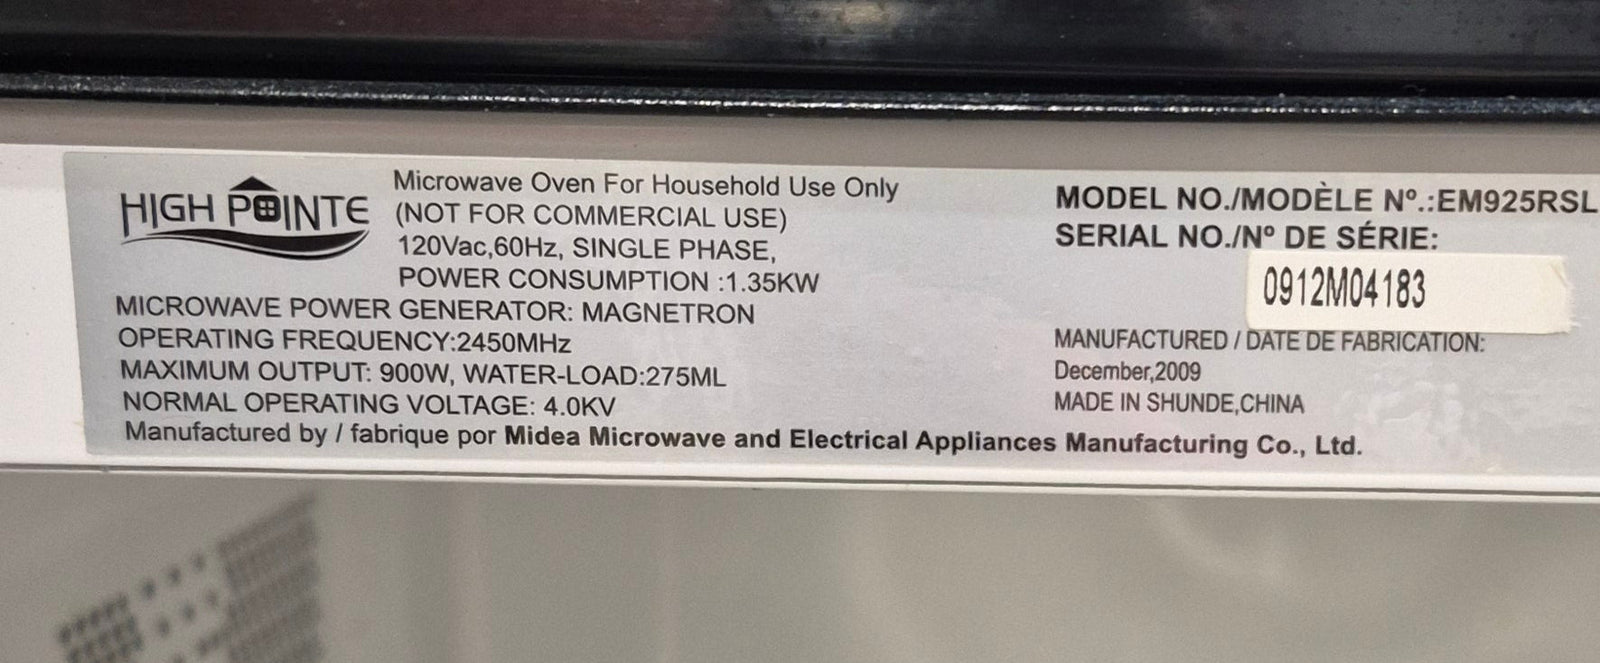 HIGH POINTE
Microwave Oven For Household Use Only
(NOT FOR COMMERCIAL USE)
120Vac,60Hz, SINGLE PHASE,
POWER CONSUMPTION :1.35KW
MICROWAVE POWER GENERATOR: MAGNETRON
OPERATING FREQUENCY:2450MHz
MAXIMUM OUTPUT: 900W, WATER-LOAD:275ML
NORMAL OPERATING VOLTAGE: 4.0KV
Manufactured by / fabrique por Midea Microwave and Electrical Appliances Manufacturing Co., Ltd.
MODEL NO./MODÈLE Nº.:EM925RSL
SERIAL NO./Nº DE SÉRIE:
0912M04183
MANUFACTURED / DATE DE FABRICATION:
December,2009
MADE IN SHUNDE,CHINA